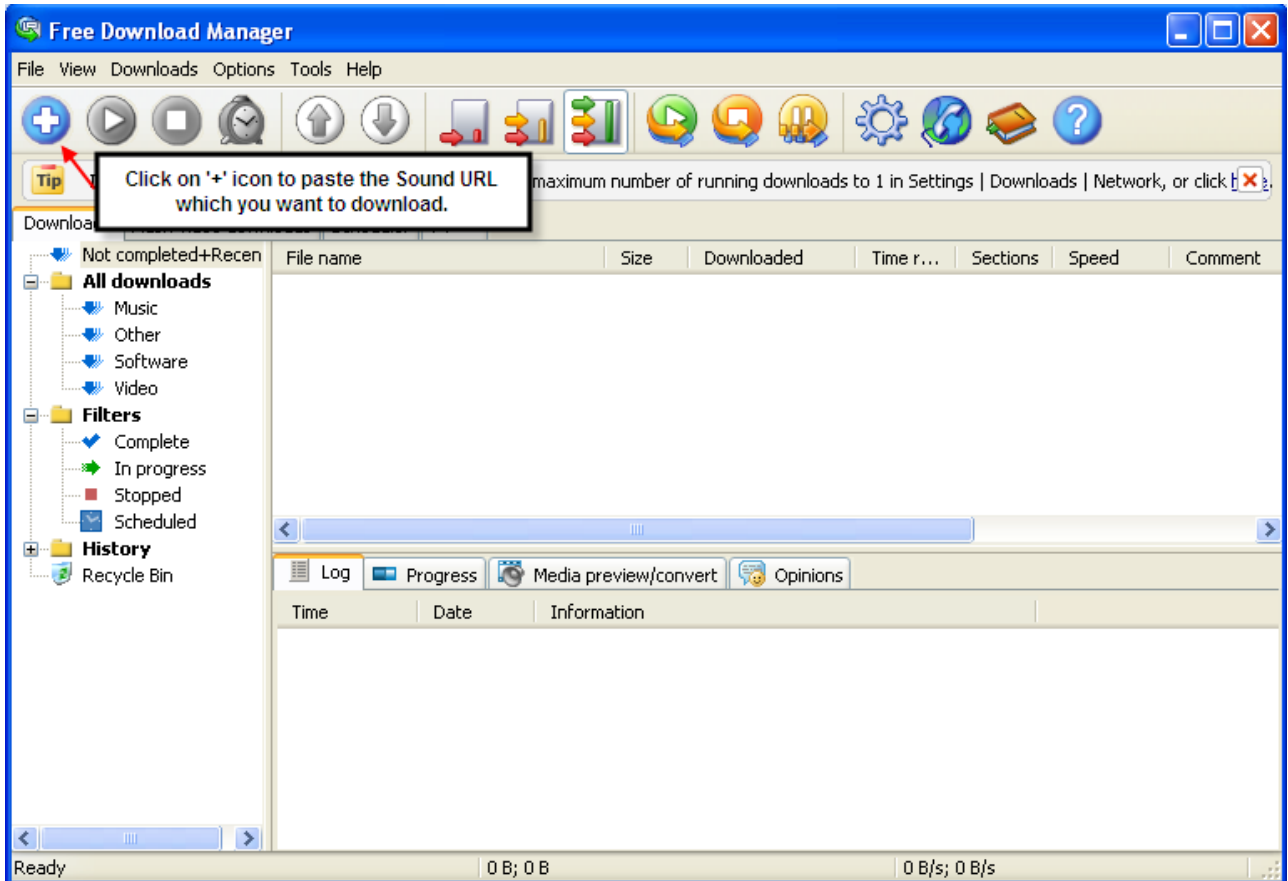 Free Download Manager
File View Downloads Options Tools Help
Click on '+' icon to paste the Sound URL
which you want to download.
Tip maximum number of running downloads to 1 in Settings | Downloads | Network, or click
Not completed+Recen
File name Size Downloaded Time r... Sections Speed Comment
All downloads
Music
Other
Software
Video
Filters
Complete
In progress
Stopped
Scheduled
History
Recycle Bin
Log Progress Media preview/convert Opinions
Time Date Information
Ready 0 B; 0 B 0 B/s; 0 B/s